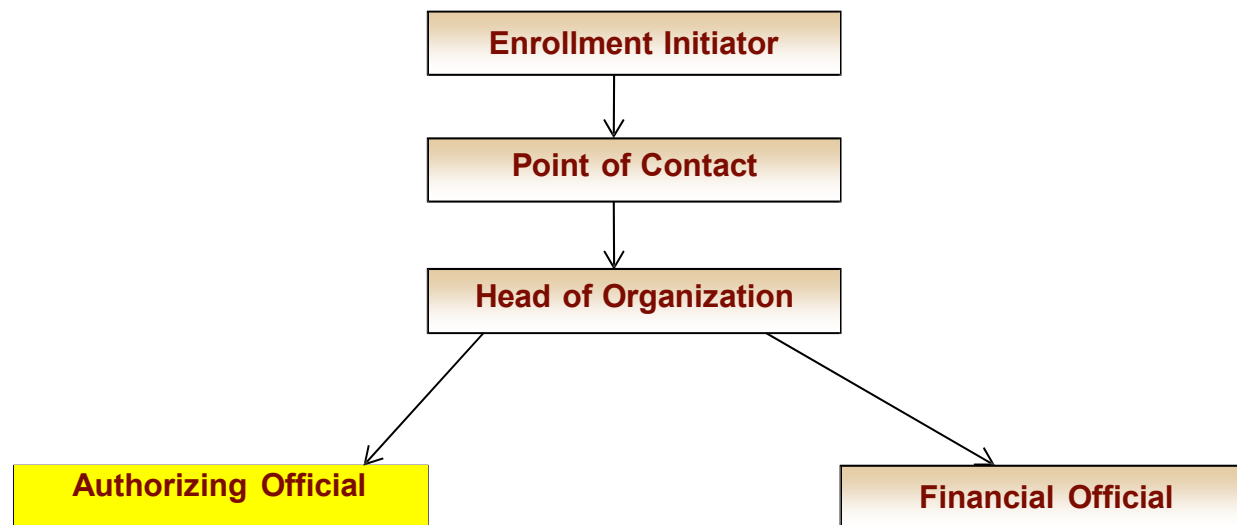 Enrollment Initiator
Point of Contact
Head of Organization
Authorizing Official
Financial Official